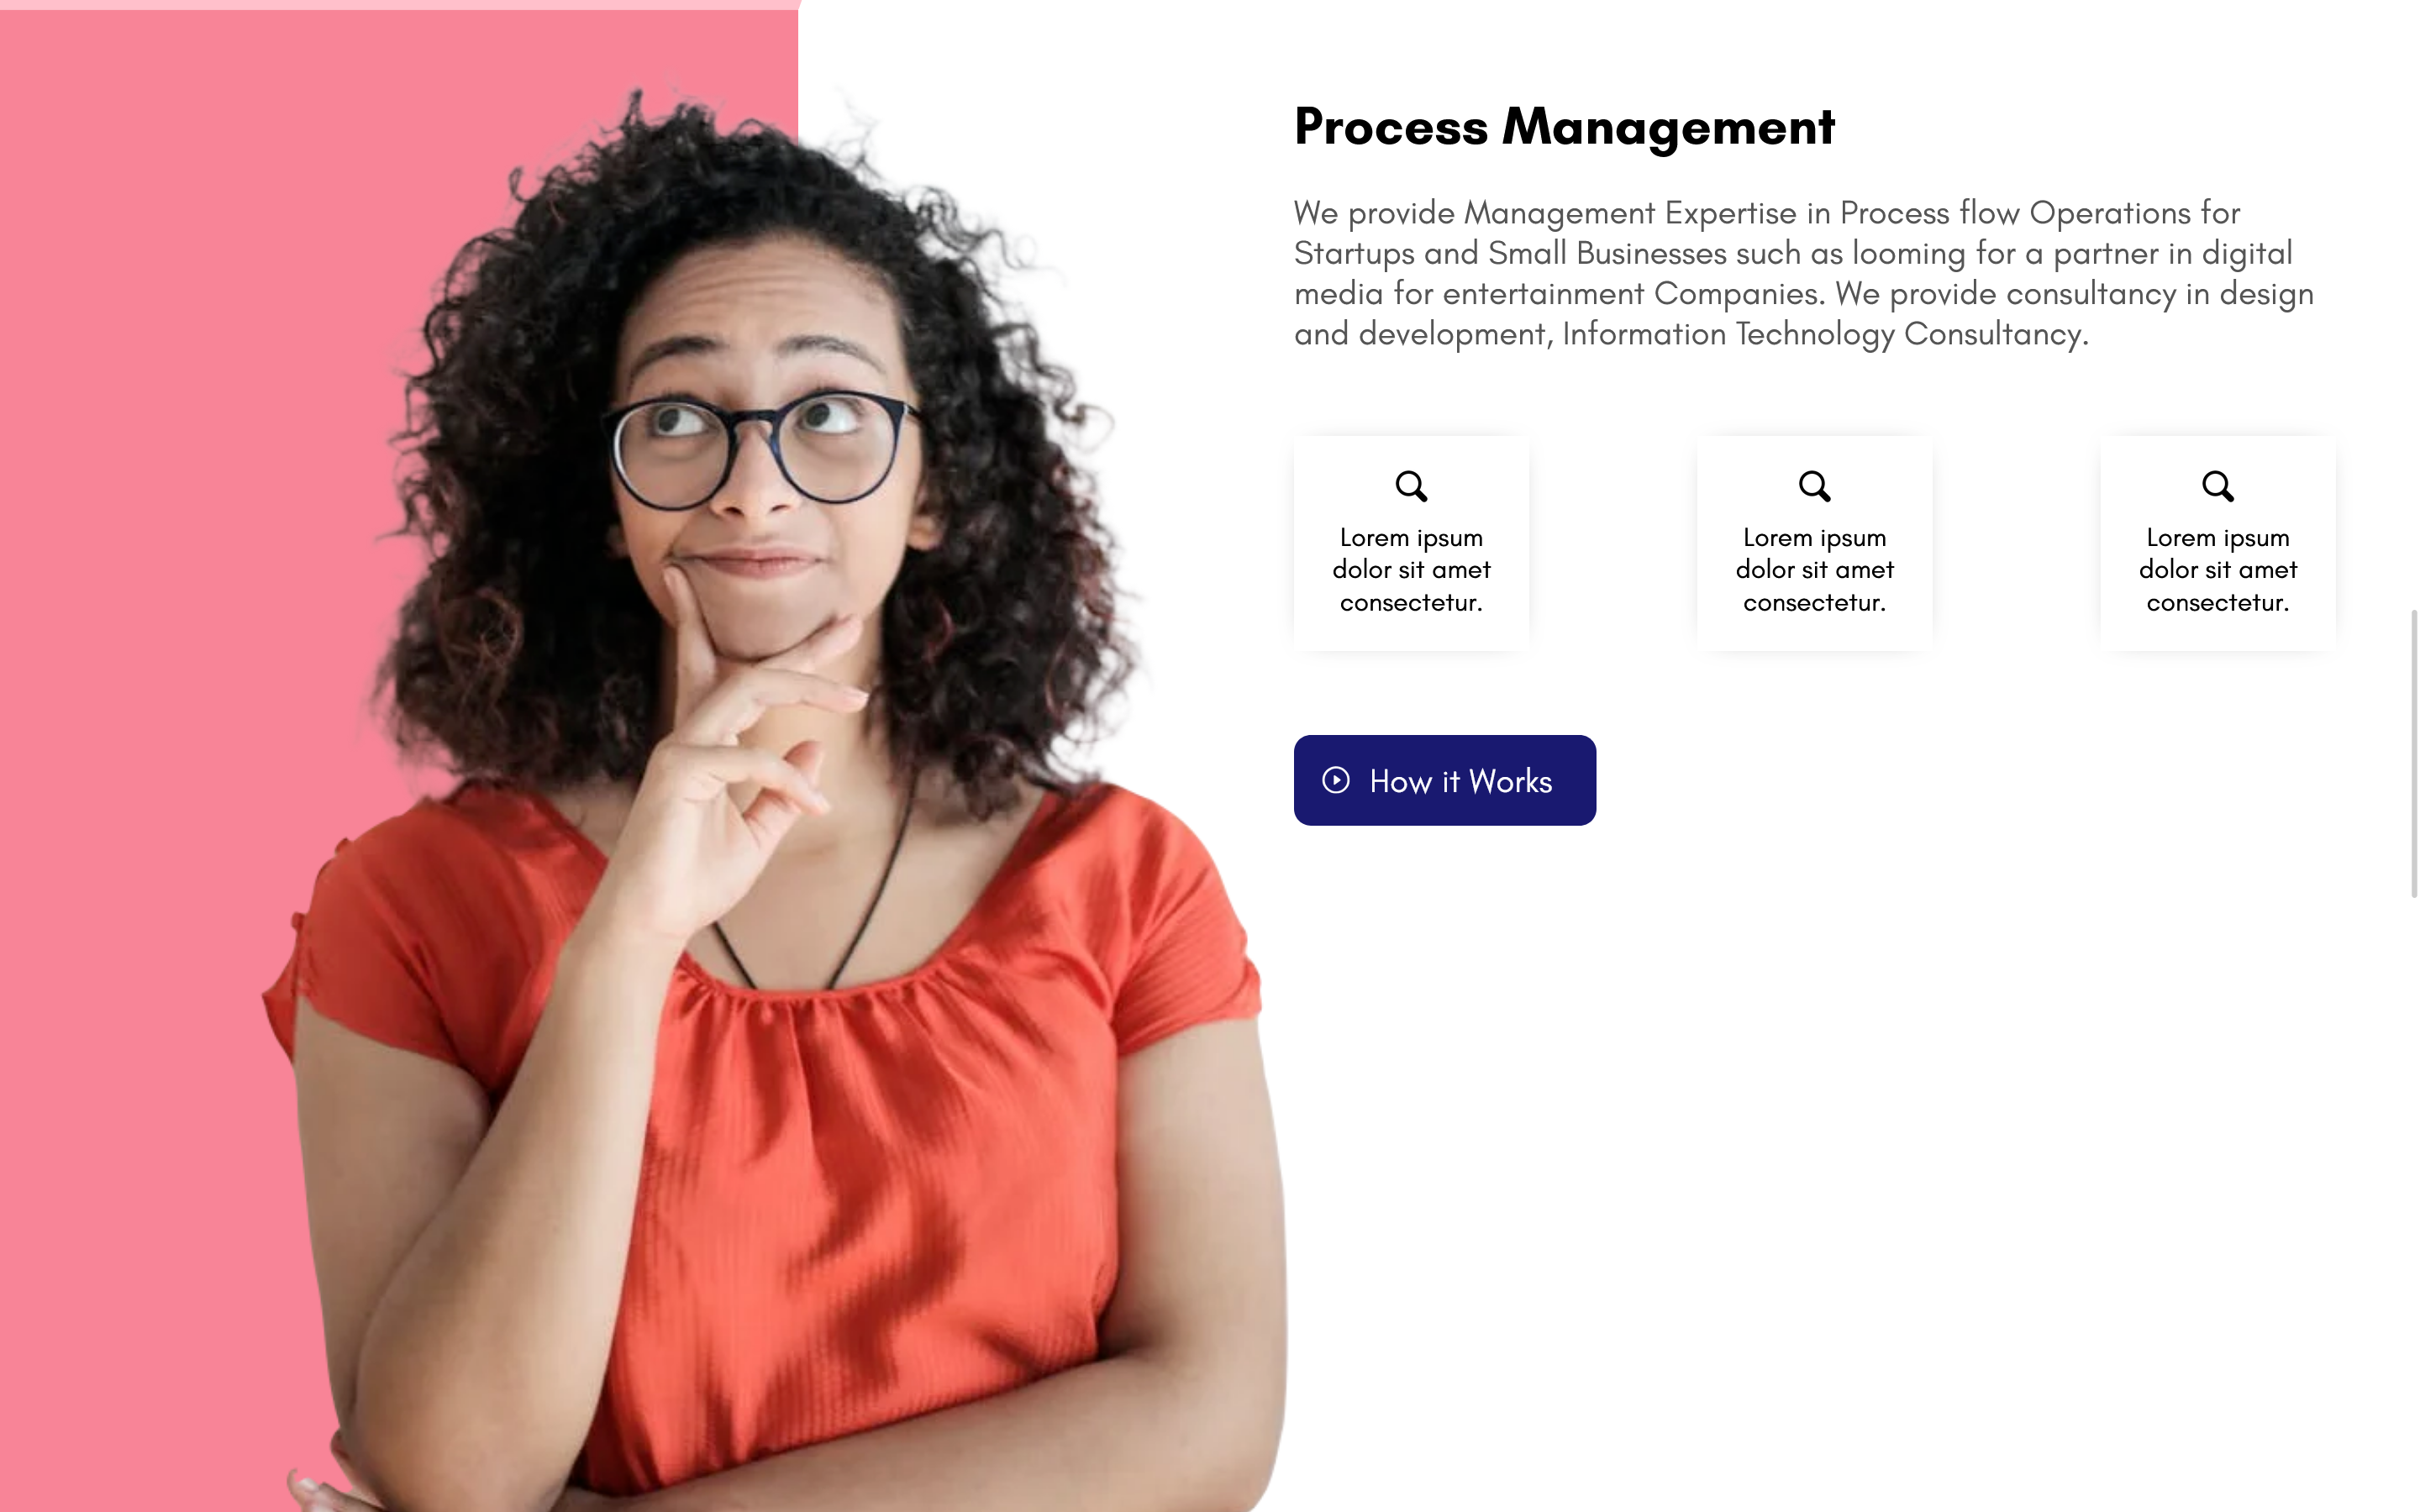 Process Management
We provide Management Expertise in Process flow Operations for
Startups and Small Businesses such as looming for a partner in digital
media for entertainment Companies. We provide consultancy in design
and development, Information Technology Consultancy.
Lorem ipsum
dolor sit amet
consectetur.
Lorem ipsum
dolor sit amet
consectetur.
Lorem ipsum
dolor sit amet
consectetur.
How it Works